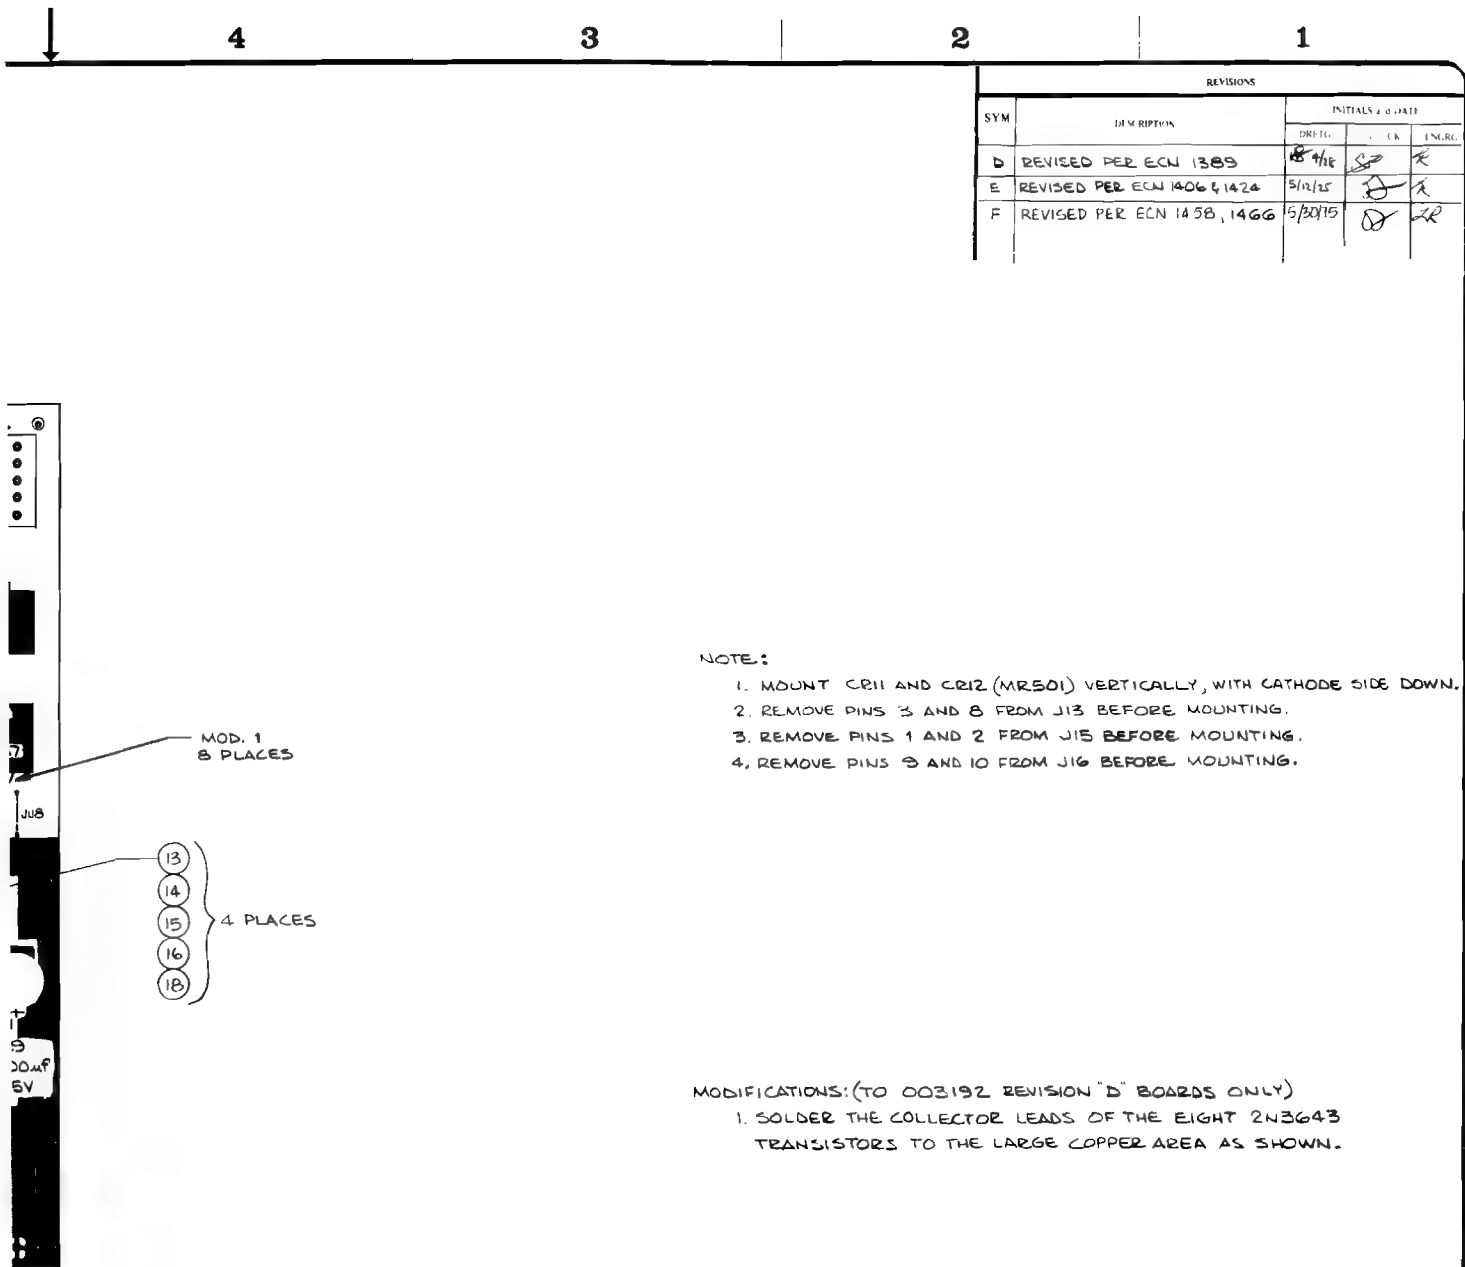 4 3 2 1
REVISIONS
SYM DESCRIPTION INITIALS DATE
DRFTG. CK ENGRG.
D REVISED PER ECN 1389 4/28
E REVISED PER ECN 1406 & 1424 5/12/75
F REVISED PER ECN 1458, 1466 5/30/75
NOTE:
1. MOUNT CR11 AND CR12 (MR501) VERTICALLY, WITH CATHODE SIDE DOWN.
2. REMOVE PINS 3 AND 8 FROM J13 BEFORE MOUNTING.
3. REMOVE PINS 1 AND 2 FROM J15 BEFORE MOUNTING.
4. REMOVE PINS 9 AND 10 FROM J16 BEFORE MOUNTING.
MOD. 1
8 PLACES
JU8
13
14
15
16
18
4 PLACES
5V
MODIFICATIONS: (TO 003192 REVISION "D" BOARDS ONLY)
1. SOLDER THE COLLECTOR LEADS OF THE EIGHT 2N3643
TRANSISTORS TO THE LARGE COPPER AREA AS SHOWN.